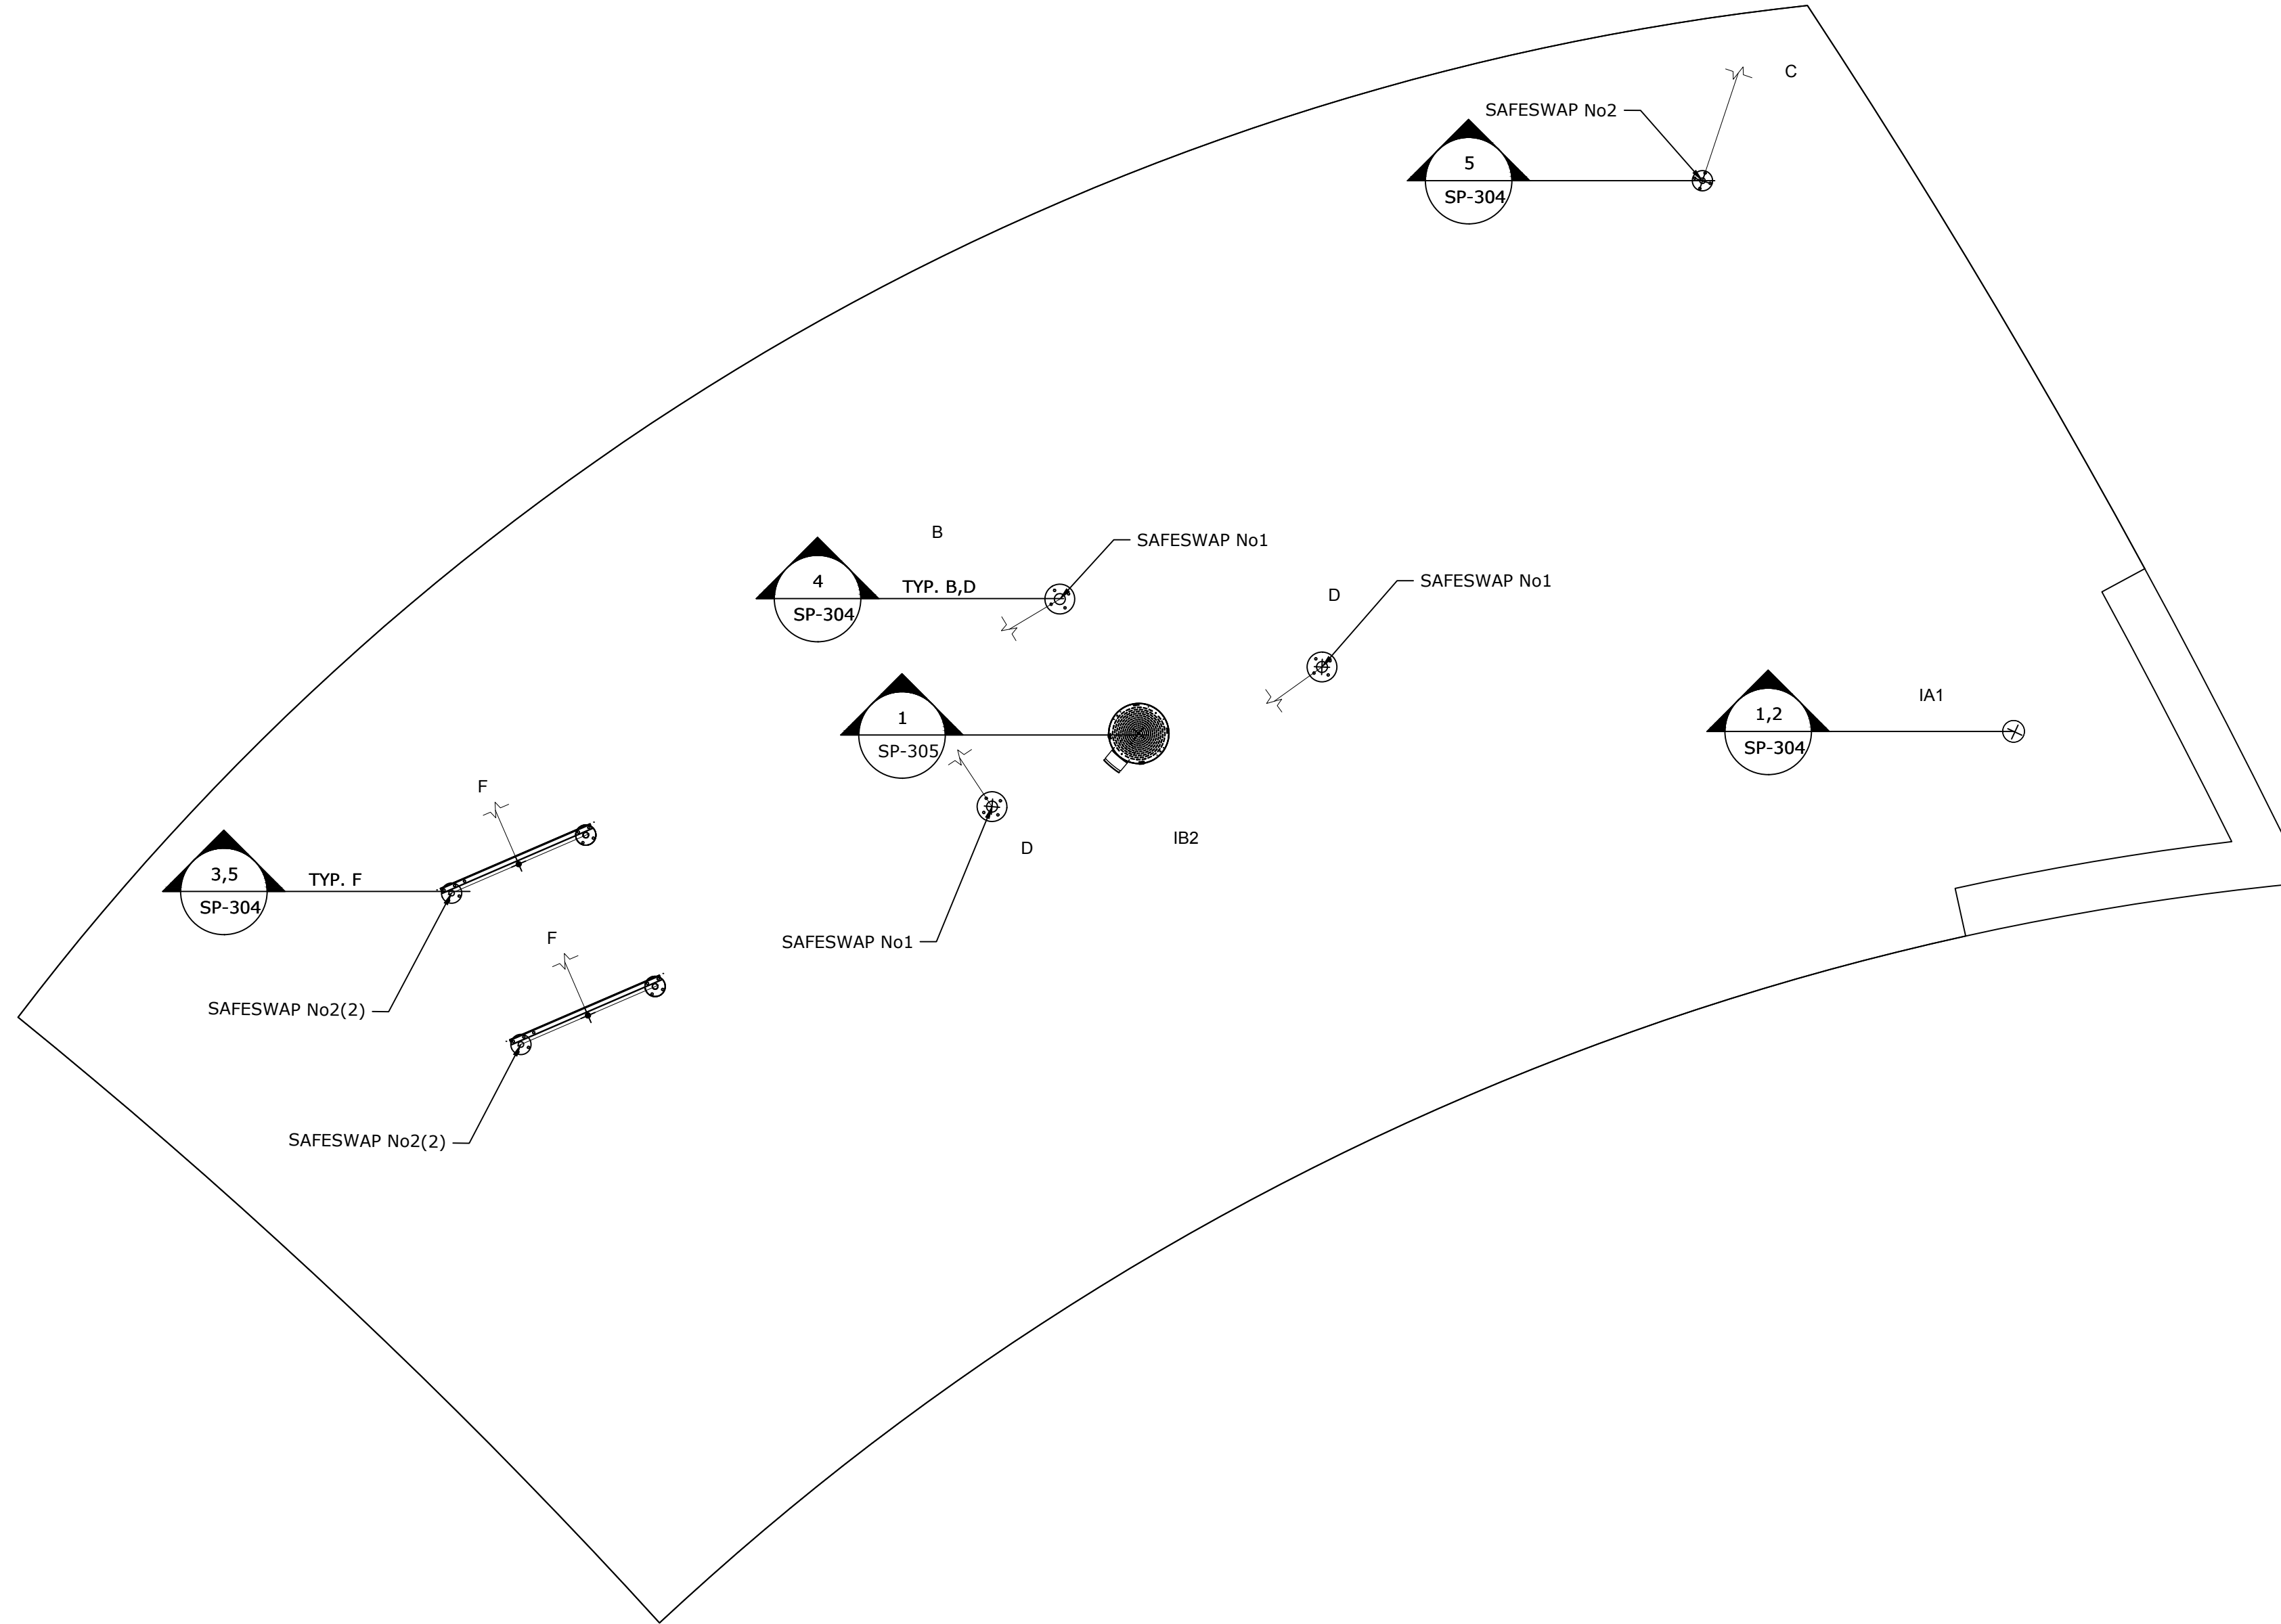 C
SAFESWAP No2
5
SP-304
B
SAFESWAP No1
4
TYP. B,D
SP-304
D
SAFESWAP No1
IA1
1,2
SP-304
1
SP-305
F
IB2
D
3,5
TYP. F
SP-304
F
SAFESWAP No1
SAFESWAP No2(2)
SAFESWAP No2(2)